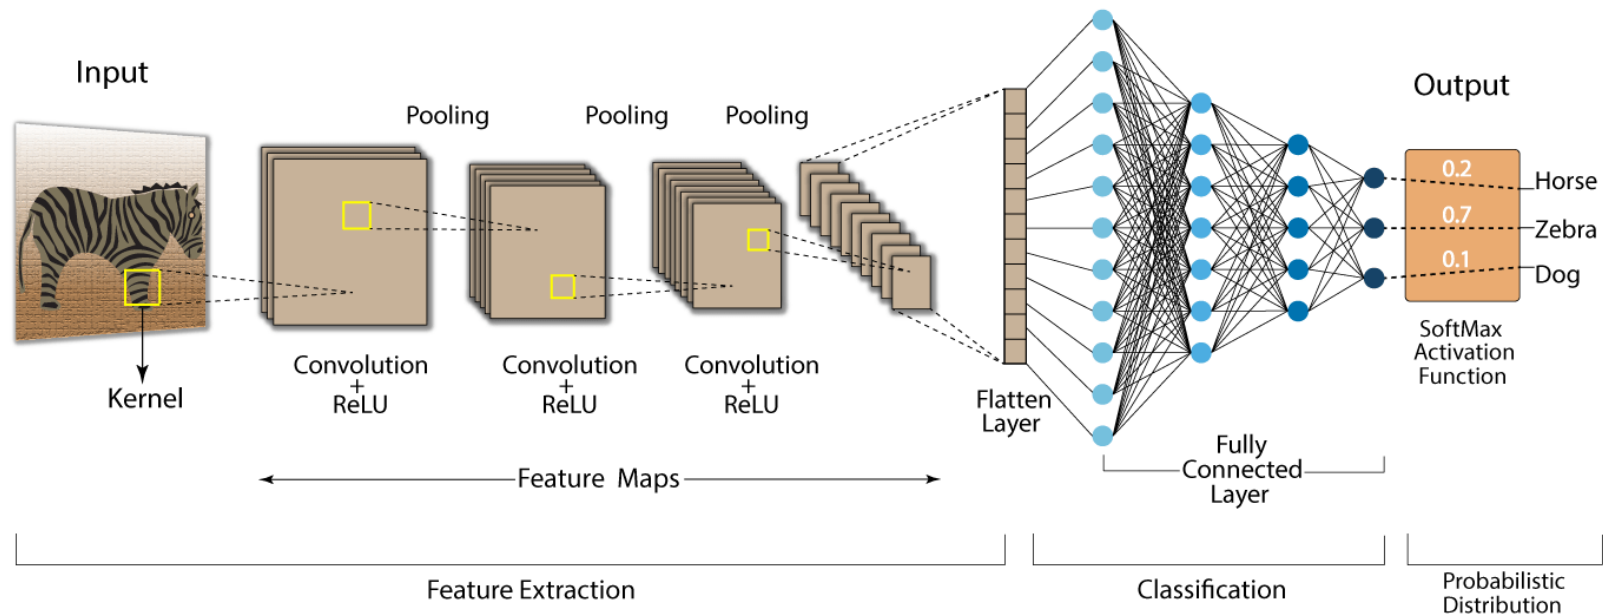 Input
Kernel
Pooling
Pooling
Pooling
Convolution
+
ReLU
Convolution
+
ReLU
Convolution
+
ReLU
Feature Maps
Flatten
Layer
Fully
Connected
Layer
Output
0.2
Horse
0.7
Zebra
0.1
Dog
SoftMax
Activation
Function
Feature Extraction
Classification
Probabilistic
Distribution